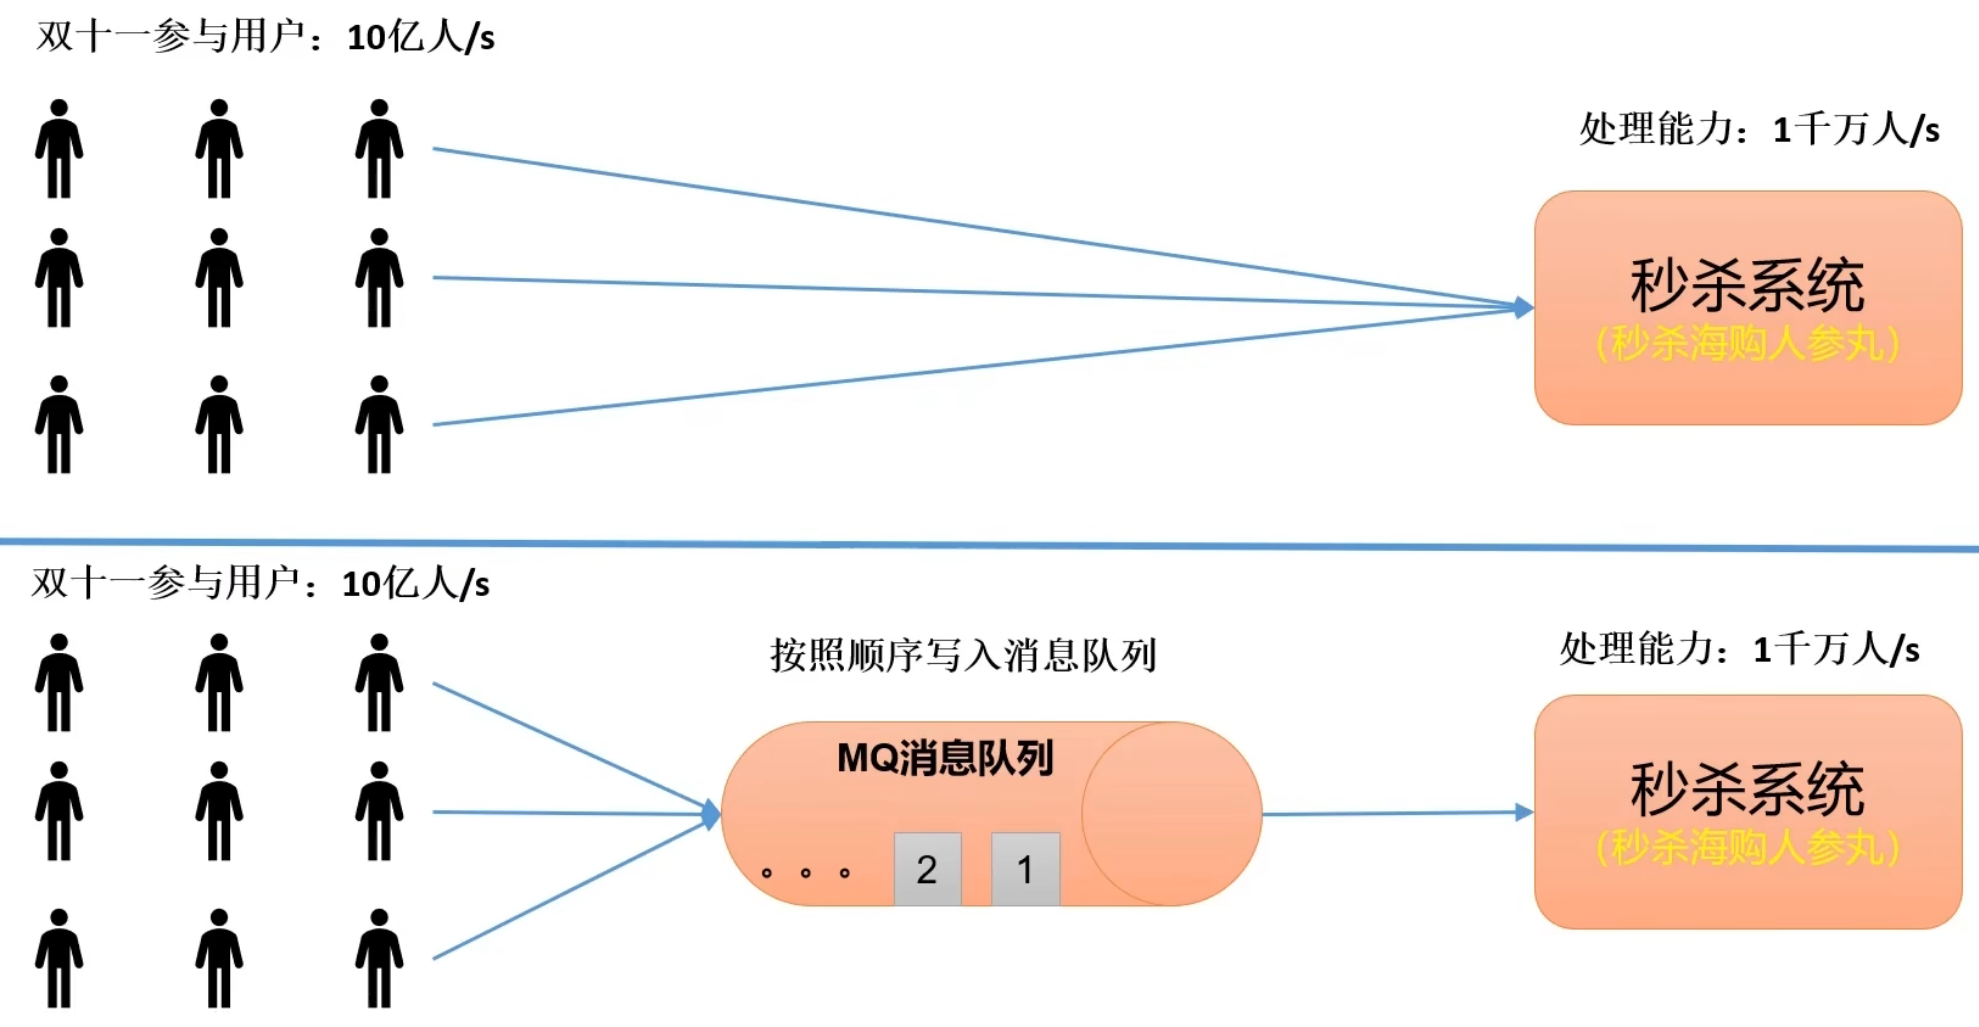 双十一参与用户：10亿人/s
处理能力：1千万人/s
秒杀系统
(秒杀海购人参丸)
双十一参与用户：10亿人/s
按照顺序写入消息队列
处理能力：1千万人/s
MQ消息队列
。。。 2 1
秒杀系统
(秒杀海购人参丸)